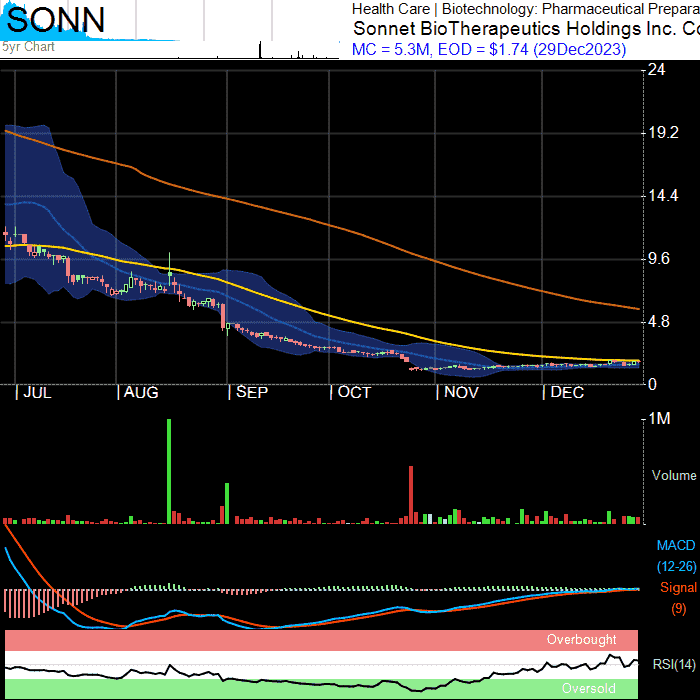 SONN
5yr Chart
Health Care | Biotechnology: Pharmaceutical Prepara
Sonnet BioTherapeutics Holdings Inc. Co
MC = 5.3M, EOD = $1.74 (29Dec2023)
24
19.2
14.4
9.6
4.8
0
JUL AUG SEP OCT NOV DEC
1M
Volume
MACD
(12-26)
Signal
(9)
Overbought
RSI(14)
Oversold